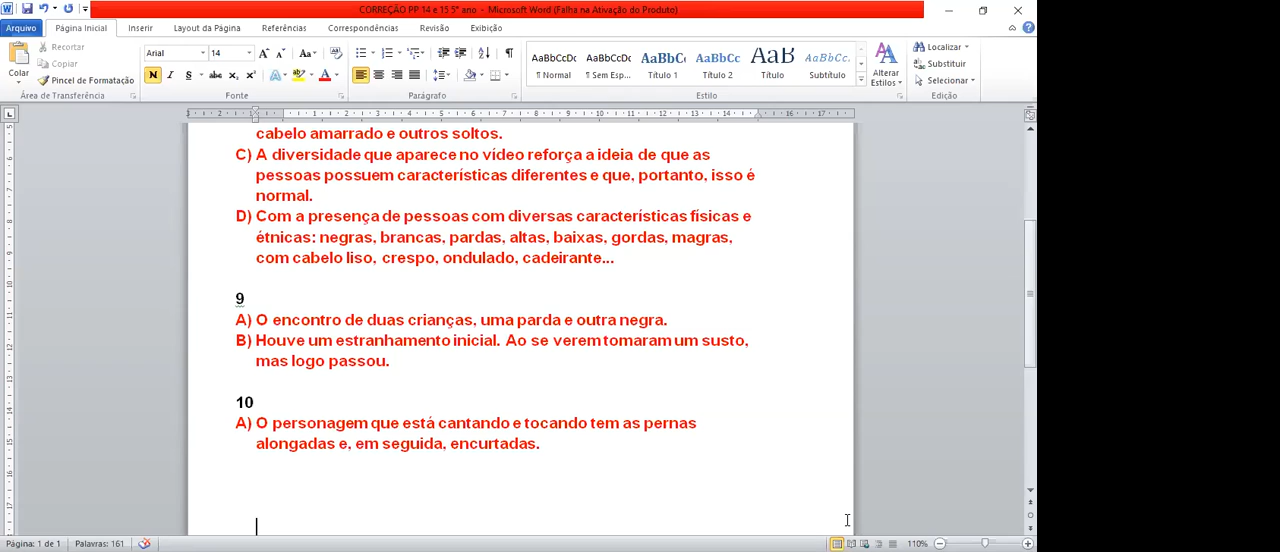 CORREÇÃO PP 14 e 15 5° ano - Microsoft Word (Falha na Ativação do Produto)
Arquivo Página Inicial Inserir Layout da Página Referências Correspondências Revisão Exibição
Colar
Recortar
Copiar
Pincel de Formatação
Área de Transferência
Arial 14
N I S abc x₂ x²
Fonte
Parágrafo
AaBbCcDc AaBbCcDc AaBbC AaBbCc AaB AaBbCc.
¶ Normal ¶ Sem Esp... Título 1 Título 2 Título Subtítulo
Alterar Estilos
Estilo
Localizar
Substituir
Selecionar
Edição
cabelo amarrado e outros soltos.
C) A diversidade que aparece no vídeo reforça a ideia de que as
pessoas possuem características diferentes e que, portanto, isso é
normal.
D) Com a presença de pessoas com diversas características físicas e
étnicas: negras, brancas, pardas, altas, baixas, gordas, magras,
com cabelo liso, crespo, ondulado, cadeirante...
9
A) O encontro de duas crianças, uma parda e outra negra.
B) Houve um estranhamento inicial. Ao se verem tomaram um susto,
mas logo passou.
10
A) O personagem que está cantando e tocando tem as pernas
alongadas e, em seguida, encurtadas.
Página: 1 de 1 Palavras: 161 110%